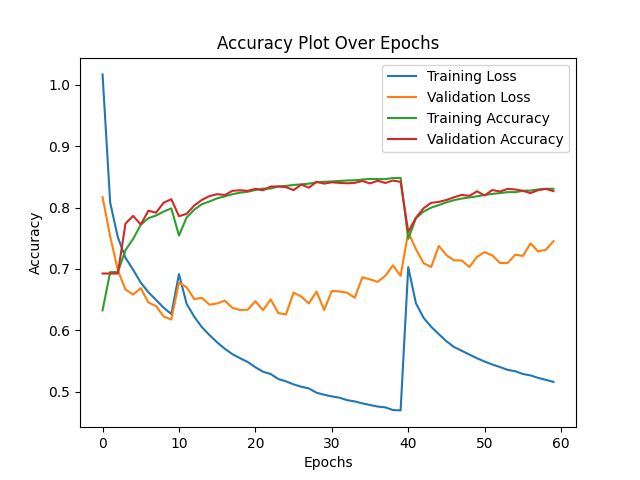 Accuracy Plot Over Epochs
Training Loss
Validation Loss
Training Accuracy
Validation Accuracy
1.0
0.9
0.8
0.7
0.6
0.5
Accuracy
0 10 20 30 40 50 60
Epochs